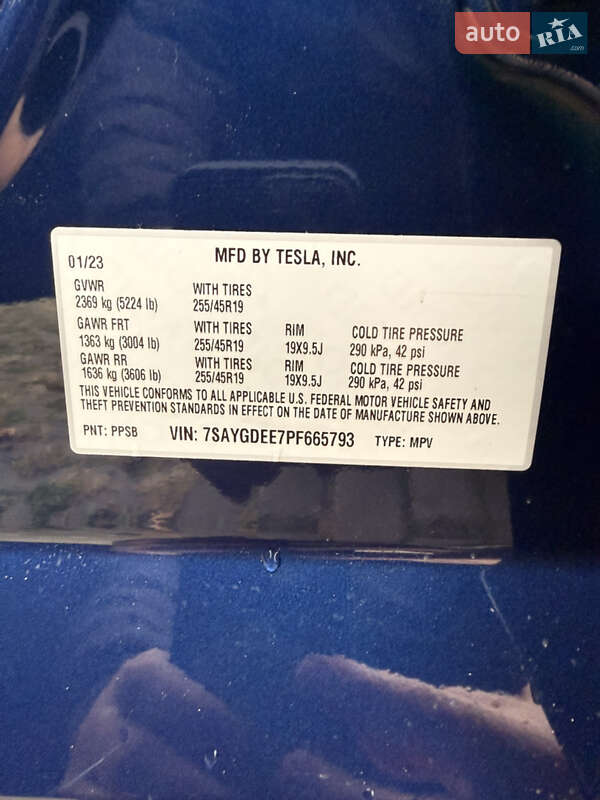 auto RIA.com
01/23 MFD BY TESLA, INC.
GVWR WITH TIRES
2369 kg (5224 lb) 255/45R19
GAWR FRT WITH TIRES RIM COLD TIRE PRESSURE
1363 kg (3004 lb) 255/45R19 19X9.5J 290 kPa, 42 psi
GAWR RR WITH TIRES RIM COLD TIRE PRESSURE
1636 kg (3606 lb) 255/45R19 19X9.5J 290 kPa, 42 psi
THIS VEHICLE CONFORMS TO ALL APPLICABLE U.S. FEDERAL MOTOR VEHICLE SAFETY AND
THEFT PREVENTION STANDARDS IN EFFECT ON THE DATE OF MANUFACTURE SHOWN ABOVE.
PNT: PPSB VIN: 7SAYGDEE7PF665793 TYPE: MPV